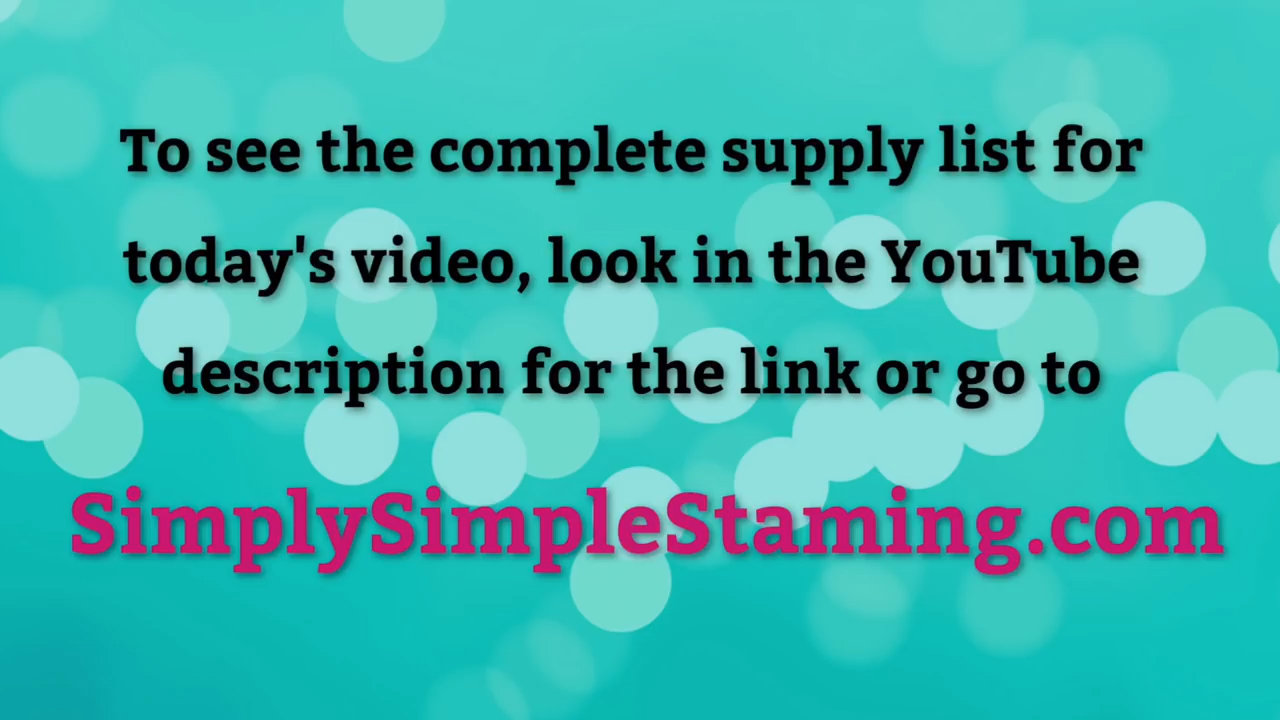 To see the complete supply list for
today's video, look in the YouTube
description for the link or go to
SimplySimpleStaming.com